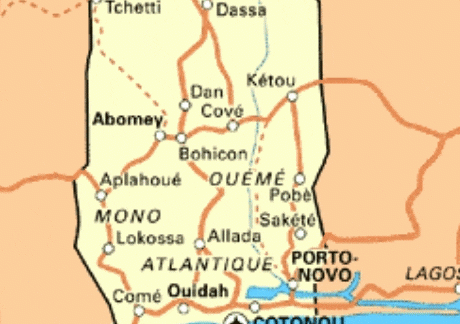 Tchetti
Dassa
Kétou
Dan
Cové
Abomey
Bohicon
Aplahoué
OUÉMÉ
Pobè
MONO
Sakété
Lokossa
Allada
ATLANTIQUE
PORTO-
NOVO
LAGOS
Comé
Ouidah
COTONOU